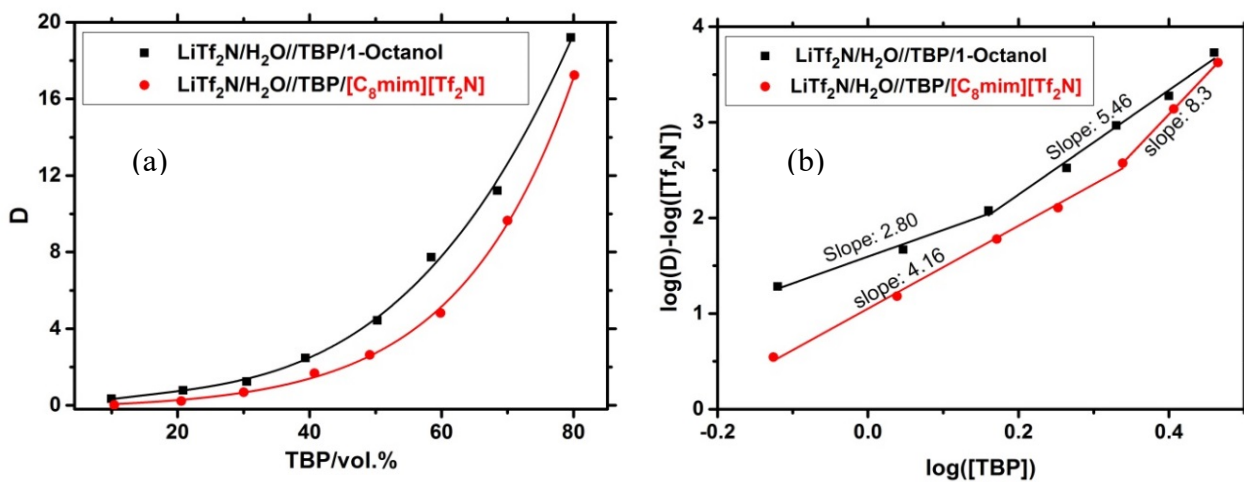 LiTf₂N/H₂O//TBP/1-Octanol
LiTf₂N/H₂O//TBP/[C₈mim][Tf₂N]
(a)
D
20
16
12
8
4
0
20 40 60 80
TBP/vol.%
LiTf₂N/H₂O//TBP/1-Octanol
LiTf₂N/H₂O//TBP/[C₈mim][Tf₂N]
(b)
Slope: 5.46
slope: 8.3
Slope: 2.80
slope: 4.16
log(D)-log([Tf₂N])
4
3
2
1
0
-0.2 0.0 0.2 0.4
log([TBP])